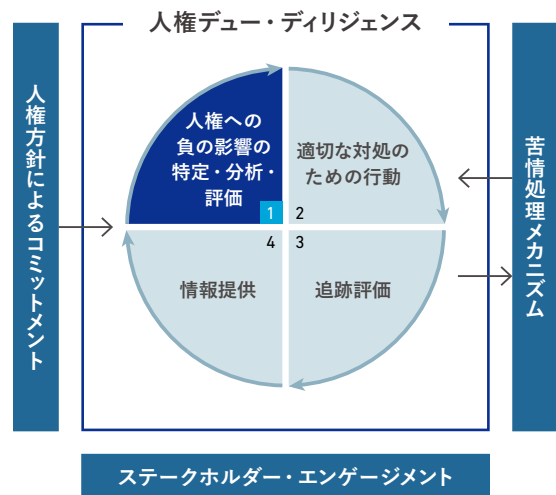 人権デュー・ディリジェンス
人権方針によるコミットメント
人権への
負の影響の
特定・分析・
評価
1
適切な対処の
ための行動
2
4
情報提供
3
追跡評価
苦情処理メカニズム
ステークホルダー・エンゲージメント